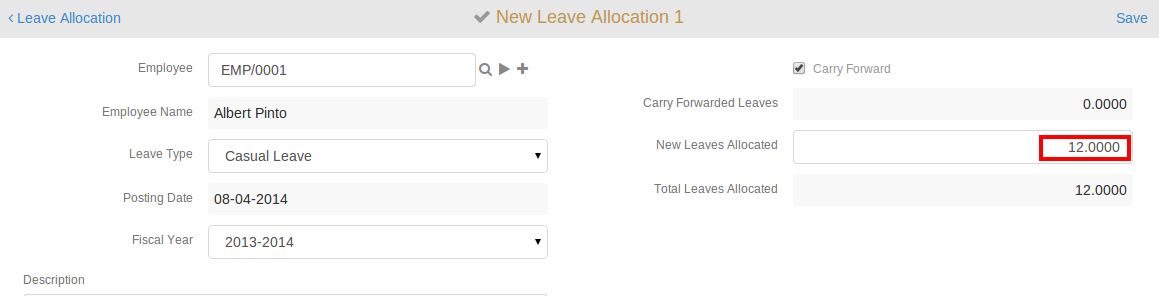 ‹ Leave Allocation
New Leave Allocation 1
Save
Employee
EMP/0001
Employee Name
Albert Pinto
Leave Type
Casual Leave
Posting Date
08-04-2014
Fiscal Year
2013-2014
Description
Carry Forward
Carry Forwarded Leaves
0.0000
New Leaves Allocated
12.0000
Total Leaves Allocated
12.0000